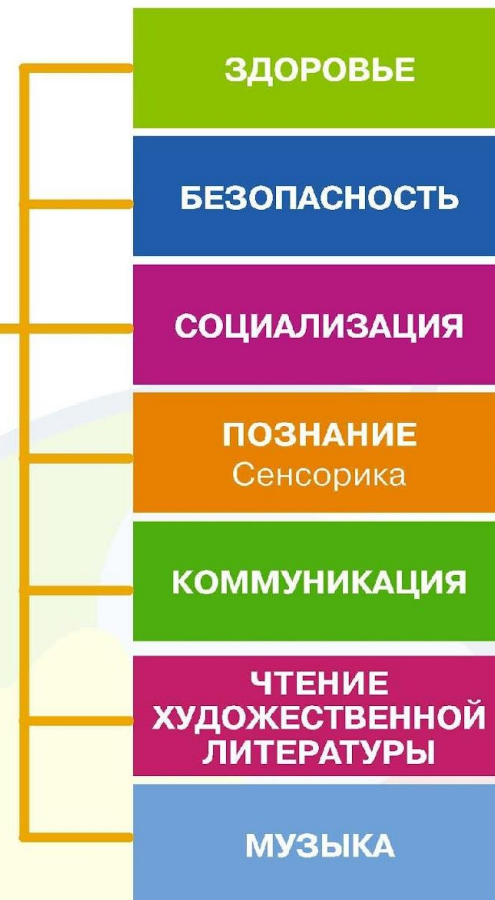 ЗДОРОВЬЕ
БЕЗОПАСНОСТЬ
СОЦИАЛИЗАЦИЯ
ПОЗНАНИЕ
Сенсорика
КОММУНИКАЦИЯ
ЧТЕНИЕ
ХУДОЖЕСТВЕННОЙ
ЛИТЕРАТУРЫ
МУЗЫКА